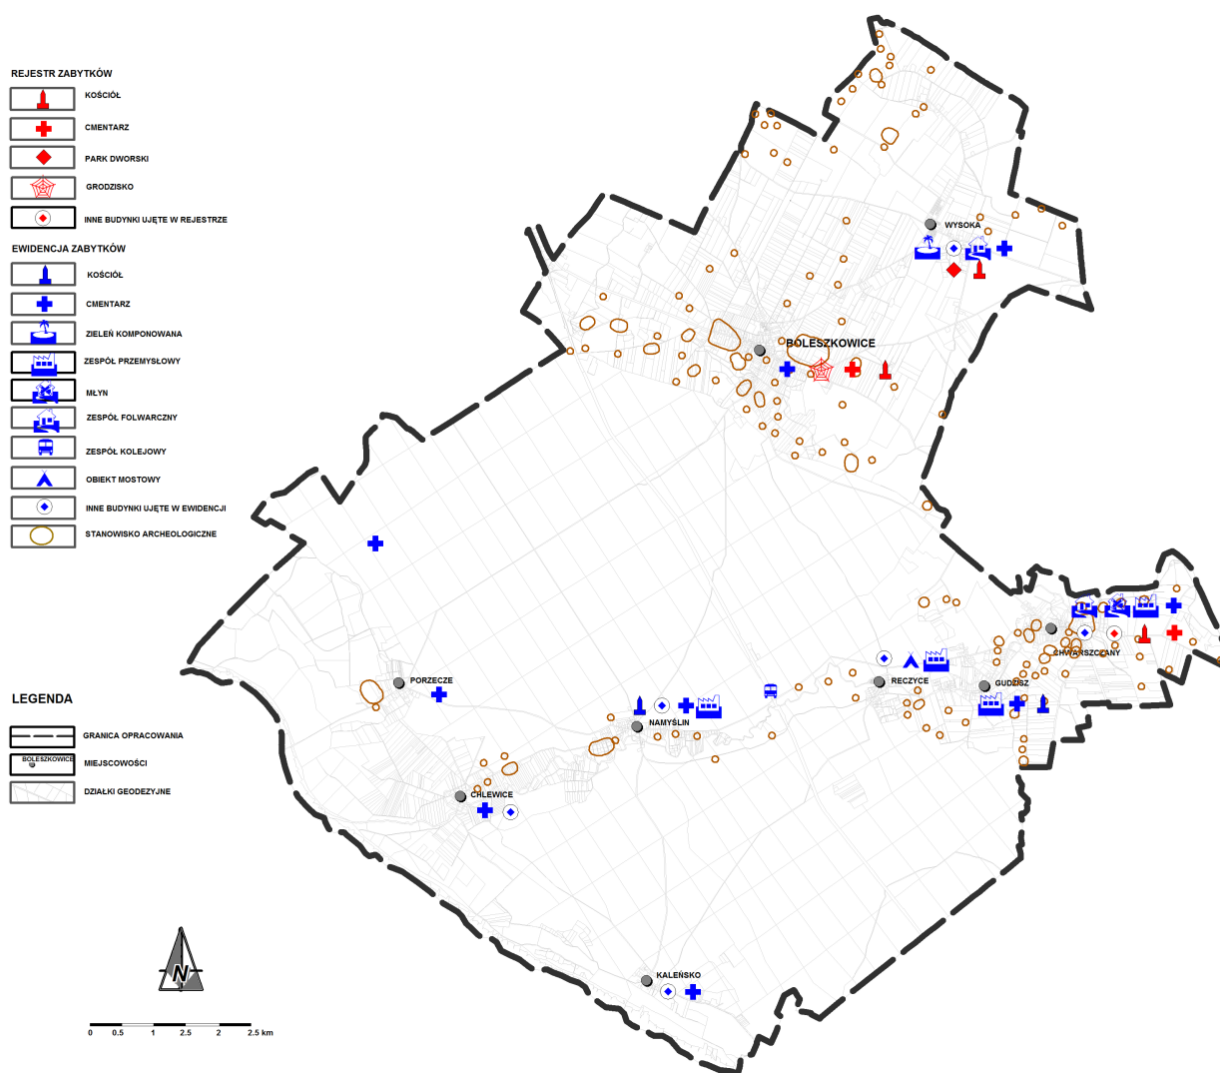 REJESTR ZABYTKÓW
KOŚCIÓŁ
CMENTARZ
PARK DWORSKI
GRODZISKO
INNE BUDYNKI UJĘTE W REJESTRZE
EWIDENCJA ZABYTKÓW
KOŚCIÓŁ
CMENTARZ
ZIELEŃ KOMPONOWANA
ZESPÓŁ PRZEMYSŁOWY
MŁYN
ZESPÓŁ FOLWARCZNY
ZESPÓŁ KOLEJOWY
OBIEKT MOSTOWY
INNE BUDYNKI UJĘTE W EWIDENCJI
STANOWISKO ARCHEOLOGICZNE
WYSOKA
BOLESZKOWICE
CHWARSZCZANY
PORZECZE
RECZYCE
GUDZISZ
NAMYŚLIN
CHLEWICE
KALEŃSKO
LEGENDA
GRANICA OPRACOWANIA
BOLESZKOWICE
MIEJSCOWOŚCI
DZIAŁKI GEODEZYJNE
N
0 0.5 1 2.5 2 2.5 km